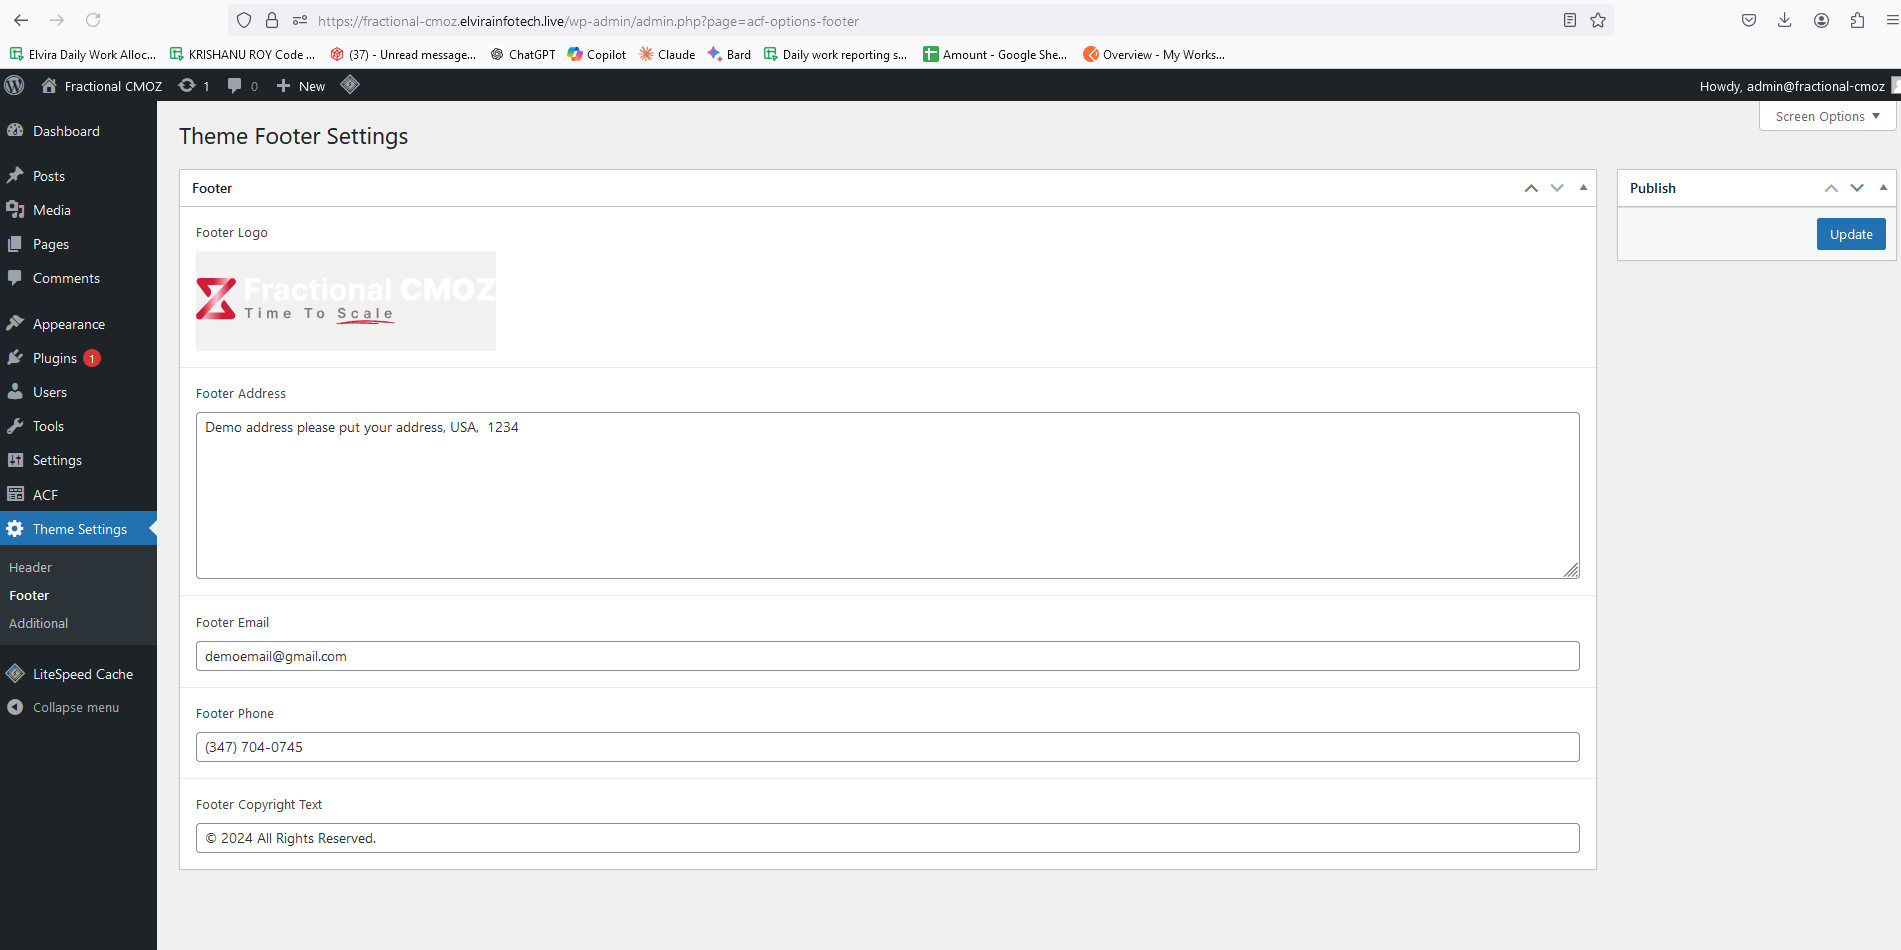 https://fractional-cmoz.elvirainfotech.live/wp-admin/admin.php?page=acf-options-footer
Elvira Daily Work Alloc... KRISHANU ROY Code ... (37) - Unread message... ChatGPT Copilot Claude Bard Daily work reporting s... Amount - Google She... Overview - My Works...
Fractional CMOZ 1 0 + New Howdy, admin@fractional-cmoz
Screen Options
Dashboard
Posts
Media
Pages
Comments
Appearance
Plugins 1
Users
Tools
Settings
ACF
Theme Settings
Header
Footer
Additional
LiteSpeed Cache
Collapse menu
Theme Footer Settings
Footer
Footer Logo
Fractional CMOZ
Time To Scale
Footer Address
Demo address please put your address, USA,  1234
Footer Email
demoemail@gmail.com
Footer Phone
(347) 704-0745
Footer Copyright Text
© 2024 All Rights Reserved.
Publish
Update